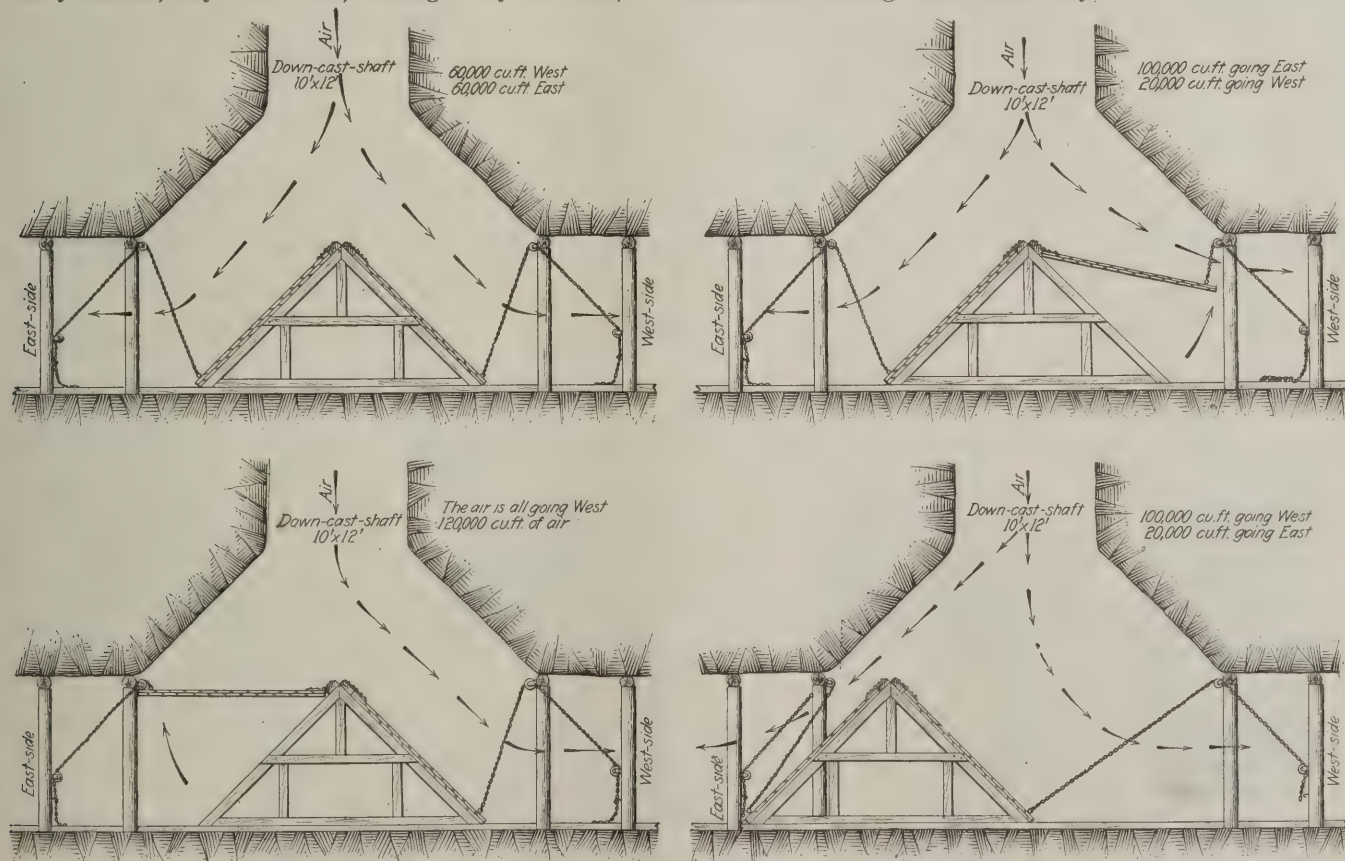 Air
Down-cast-shaft
10'x12'
60,000 cu.ft. West
60,000 cu.ft East
East-side
West-side
Air
Down-cast-shaft
10'x12'
100,000 cu.ft. going East
20,000 cu.ft. going West
East-side
West-side
Air
Down-cast-shaft
10'x12'
The air is all going West
120,000 cu.ft. of air
East-side
West-side
Air
Down-cast-shaft
10'x12'
100,000 cu.ft. going West
20,000 cu.ft. going East
East-side
West-side